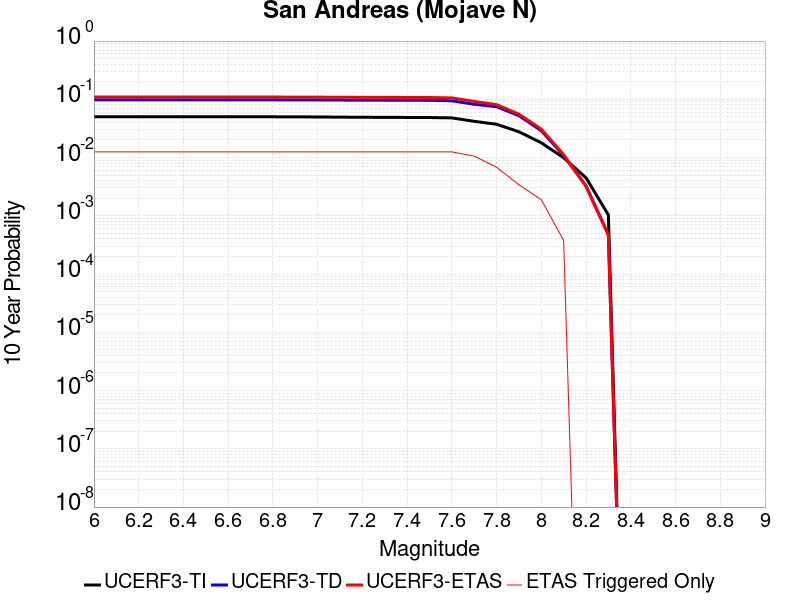 San Andreas (Mojave N)
10^0
10^-1
10^-2
10^-3
10^-4
10^-5
10^-6
10^-7
10^-8
10 Year Probability
6 6.2 6.4 6.6 6.8 7 7.2 7.4 7.6 7.8 8 8.2 8.4 8.6 8.8 9
Magnitude
UCERF3-TI UCERF3-TD UCERF3-ETAS ETAS Triggered Only